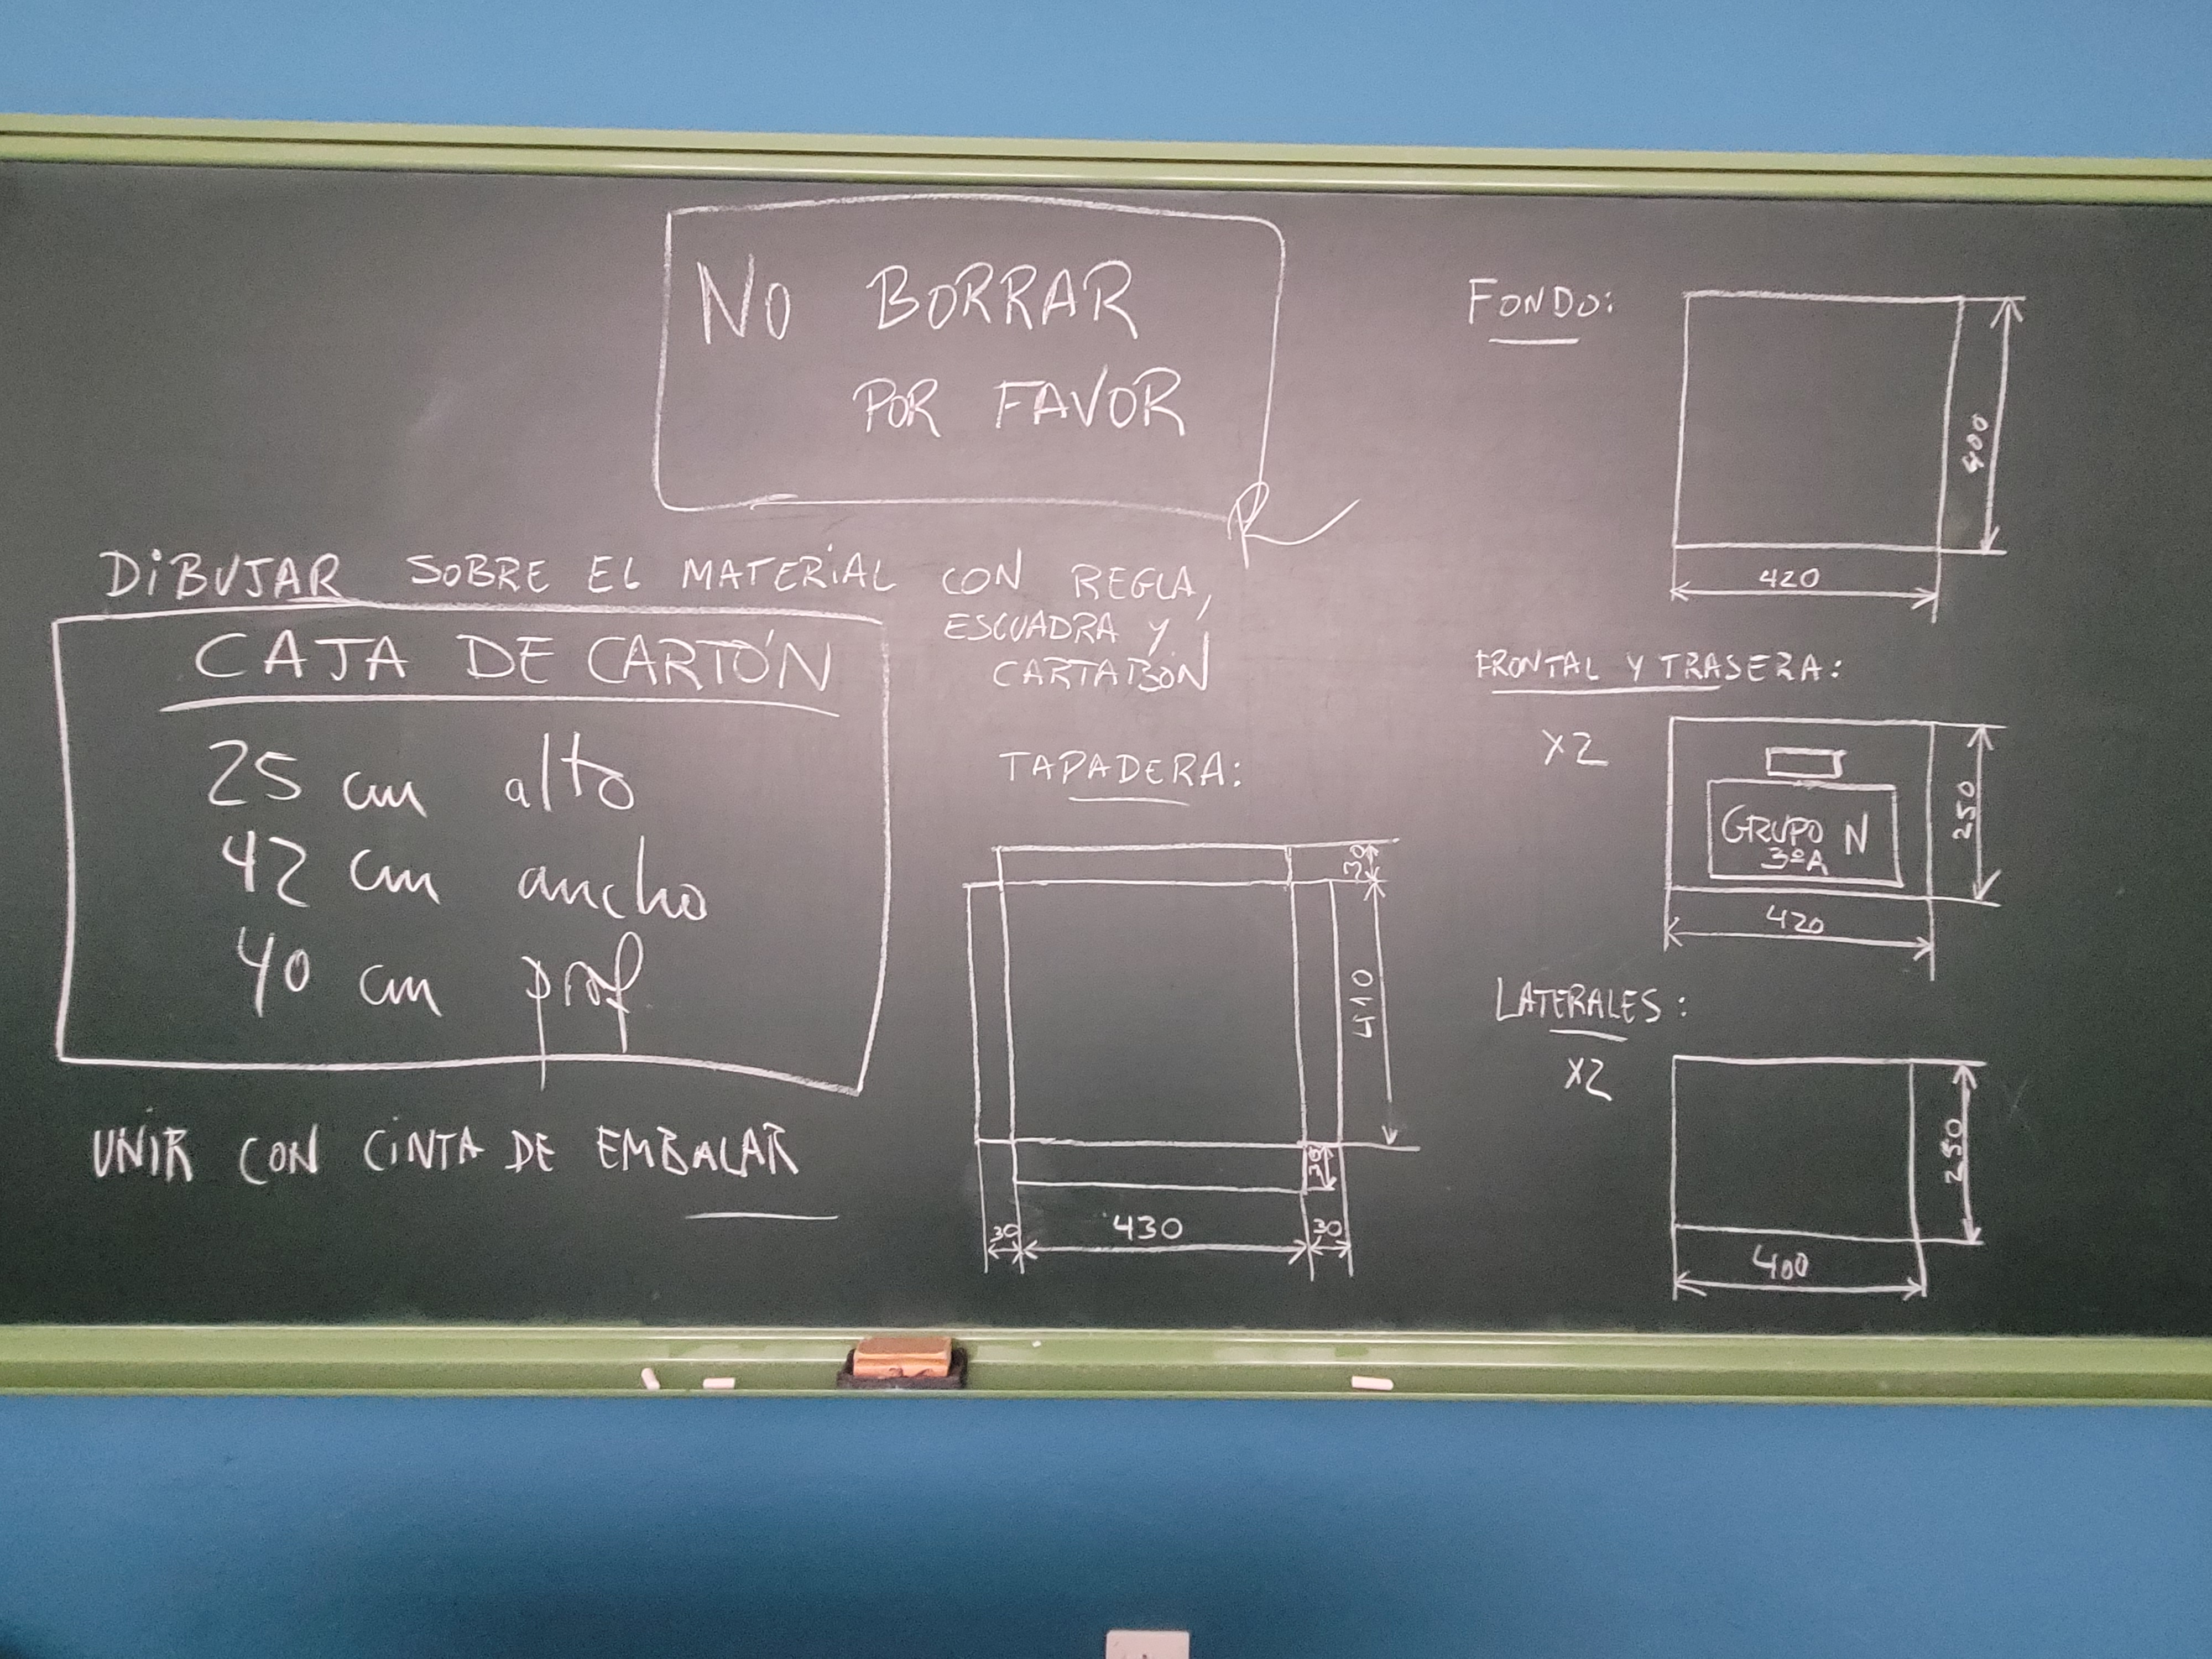 NO BORRAR
POR FAVOR
DIBUJAR SOBRE EL MATERIAL CON REGLA,
ESCUADRA Y
CARTABÓN
CAJA DE CARTÓN
25 cm alto
42 cm ancho
40 cm prof
UNIR CON CINTA DE EMBALAR
TAPADERA:
30
410
30
30
430
30
FONDO:
400
420
FRONTAL Y TRASERA:
X2
GRUPO N
3ºA
250
420
LATERALES:
X2
250
400